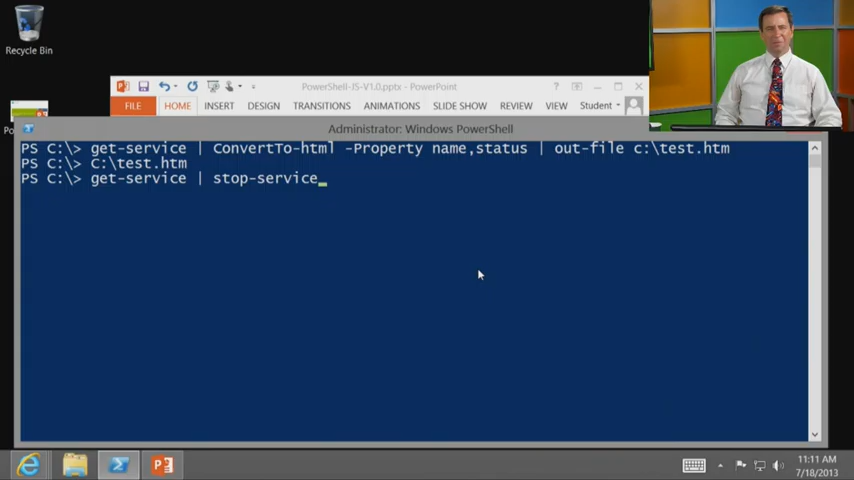 Recycle Bin
PowerShell-JS-V1.0.pptx - PowerPoint
FILE HOME INSERT DESIGN TRANSITIONS ANIMATIONS SLIDE SHOW REVIEW VIEW Student
Administrator: Windows PowerShell
PS C:\> get-service | ConvertTo-html -Property name,status | out-file c:\test.htm
PS C:\> C:\test.htm
PS C:\> get-service | stop-service
11:11 AM
7/18/2013